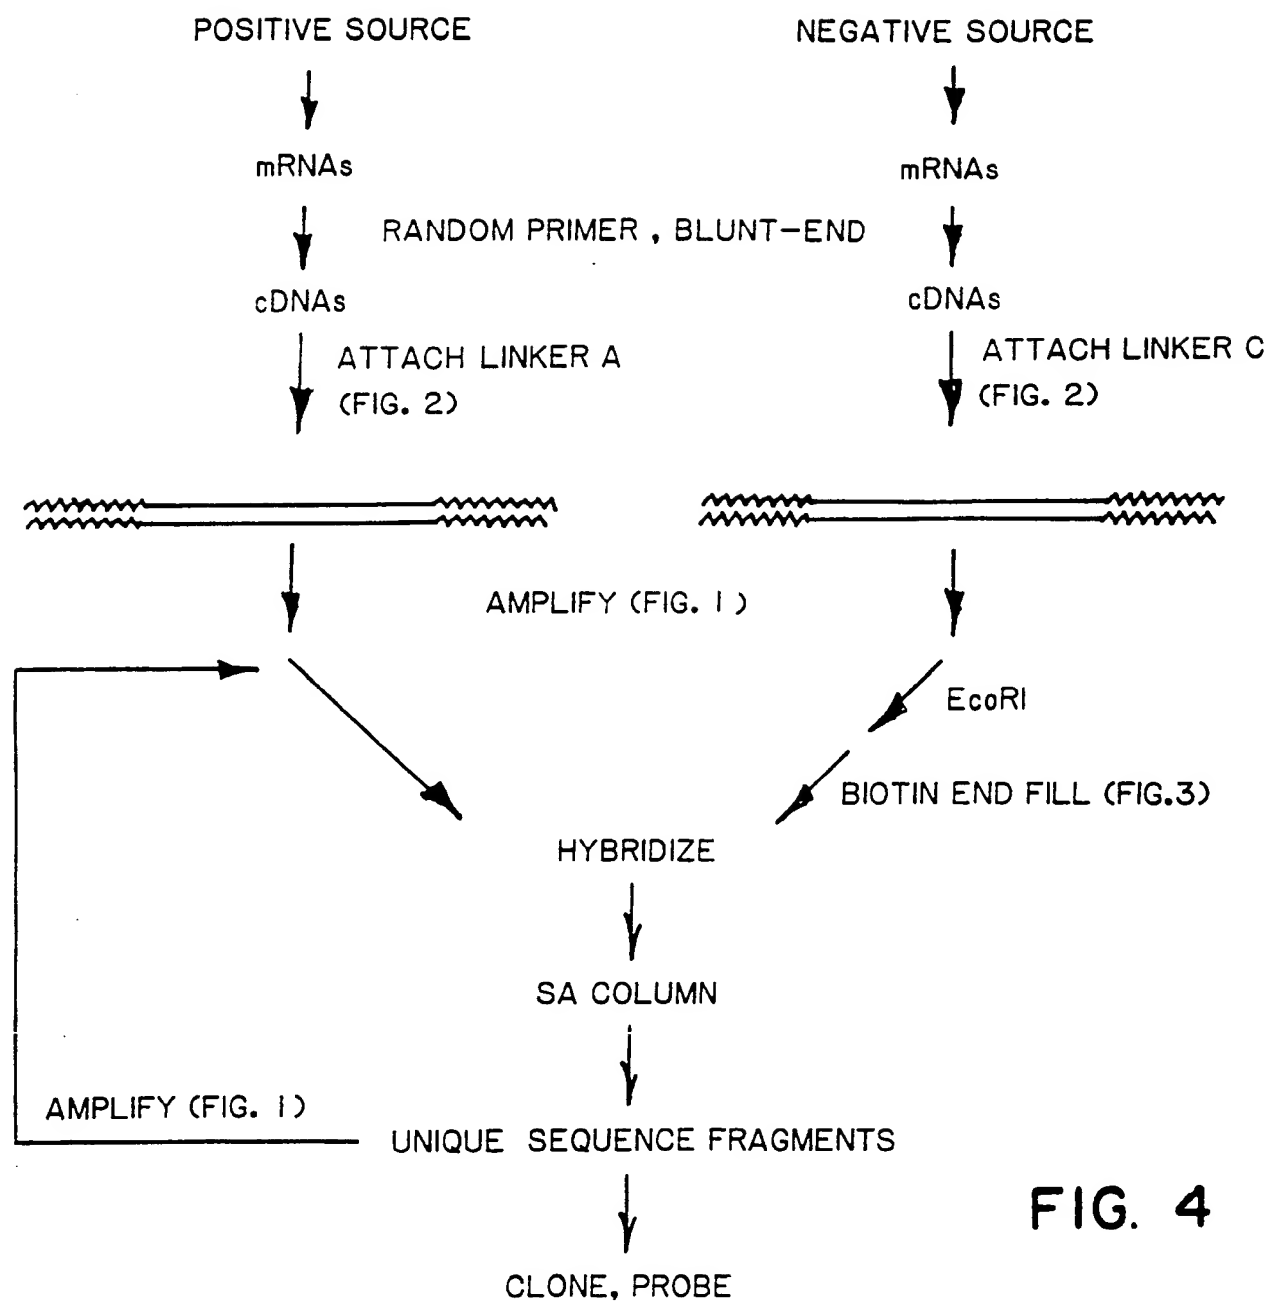 POSITIVE SOURCE
NEGATIVE SOURCE
mRNAs
mRNAs
RANDOM PRIMER , BLUNT-END
cDNAs
cDNAs
ATTACH LINKER A
(FIG. 2)
ATTACH LINKER C
(FIG. 2)
AMPLIFY (FIG. 1)
EcoRI
BIOTIN END FILL (FIG.3)
HYBRIDIZE
SA COLUMN
AMPLIFY (FIG. 1)
UNIQUE SEQUENCE FRAGMENTS
FIG. 4
CLONE, PROBE